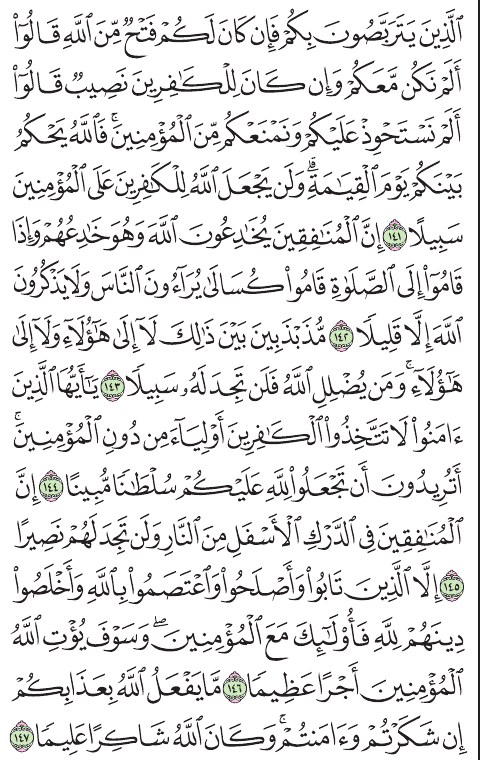 ٱلَّذِينَ يَتَرَبَّصُونَ بِكُمْ فَإِن كَانَ لَكُمْ فَتْحٌ مِّنَ ٱللَّهِ قَالُوٓا۟
أَلَمْ نَكُن مَّعَكُمْ وَإِن كَانَ لِلْكَٰفِرِينَ نَصِيبٌ قَالُوٓا۟
أَلَمْ نَسْتَحْوِذْ عَلَيْكُمْ وَنَمْنَعْكُم مِّنَ ٱلْمُؤْمِنِينَ ۚ فَٱللَّهُ يَحْكُمُ
بَيْنَكُمْ يَوْمَ ٱلْقِيَٰمَةِ ۗ وَلَن يَجْعَلَ ٱللَّهُ لِلْكَٰفِرِينَ عَلَى ٱلْمُؤْمِنِينَ
سَبِيلًا ١٤١ إِنَّ ٱلْمُنَٰفِقِينَ يُخَٰدِعُونَ ٱللَّهَ وَهُوَ خَٰدِعُهُمْ وَإِذَا
قَامُوٓا۟ إِلَى ٱلصَّلَوٰةِ قَامُوا۟ كُسَالَىٰ يُرَآءُونَ ٱلنَّاسَ وَلَا يَذْكُرُونَ
ٱللَّهَ إِلَّا قَلِيلًا ١٤٢ مُّذَبْذَبِينَ بَيْنَ ذَٰلِكَ لَآ إِلَىٰ هَٰٓؤُلَآءِ وَلَآ إِلَىٰ
هَٰٓؤُلَآءِ ۚ وَمَن يُضْلِلِ ٱللَّهُ فَلَن تَجِدَ لَهُۥ سَبِيلًا ١٤٣ يَٰٓأَيُّهَا ٱلَّذِينَ
ءَامَنُوا۟ لَا تَتَّخِذُوا۟ ٱلْكَٰفِرِينَ أَوْلِيَآءَ مِن دُونِ ٱلْمُؤْمِنِينَ ۚ
أَتُرِيدُونَ أَن تَجْعَلُوا۟ لِلَّهِ عَلَيْكُمْ سُلْطَٰنًا مُّبِينًا ١٤٤ إِنَّ
ٱلْمُنَٰفِقِينَ فِى ٱلدَّرْكِ ٱلْأَسْفَلِ مِنَ ٱلنَّارِ وَلَن تَجِدَ لَهُمْ نَصِيرًا
١٤٥ إِلَّا ٱلَّذِينَ تَابُوا۟ وَأَصْلَحُوا۟ وَٱعْتَصَمُوا۟ بِٱللَّهِ وَأَخْلَصُوا۟
دِينَهُمْ لِلَّهِ فَأُو۟لَٰٓئِكَ مَعَ ٱلْمُؤْمِنِينَ ۖ وَسَوْفَ يُؤْتِ ٱللَّهُ
ٱلْمُؤْمِنِينَ أَجْرًا عَظِيمًا ١٤٦ مَّا يَفْعَلُ ٱللَّهُ بِعَذَابِكُمْ
إِن شَكَرْتُمْ وَءَامَنتُمْ ۚ وَكَانَ ٱللَّهُ شَاكِرًا عَلِيمًا ١٤٧